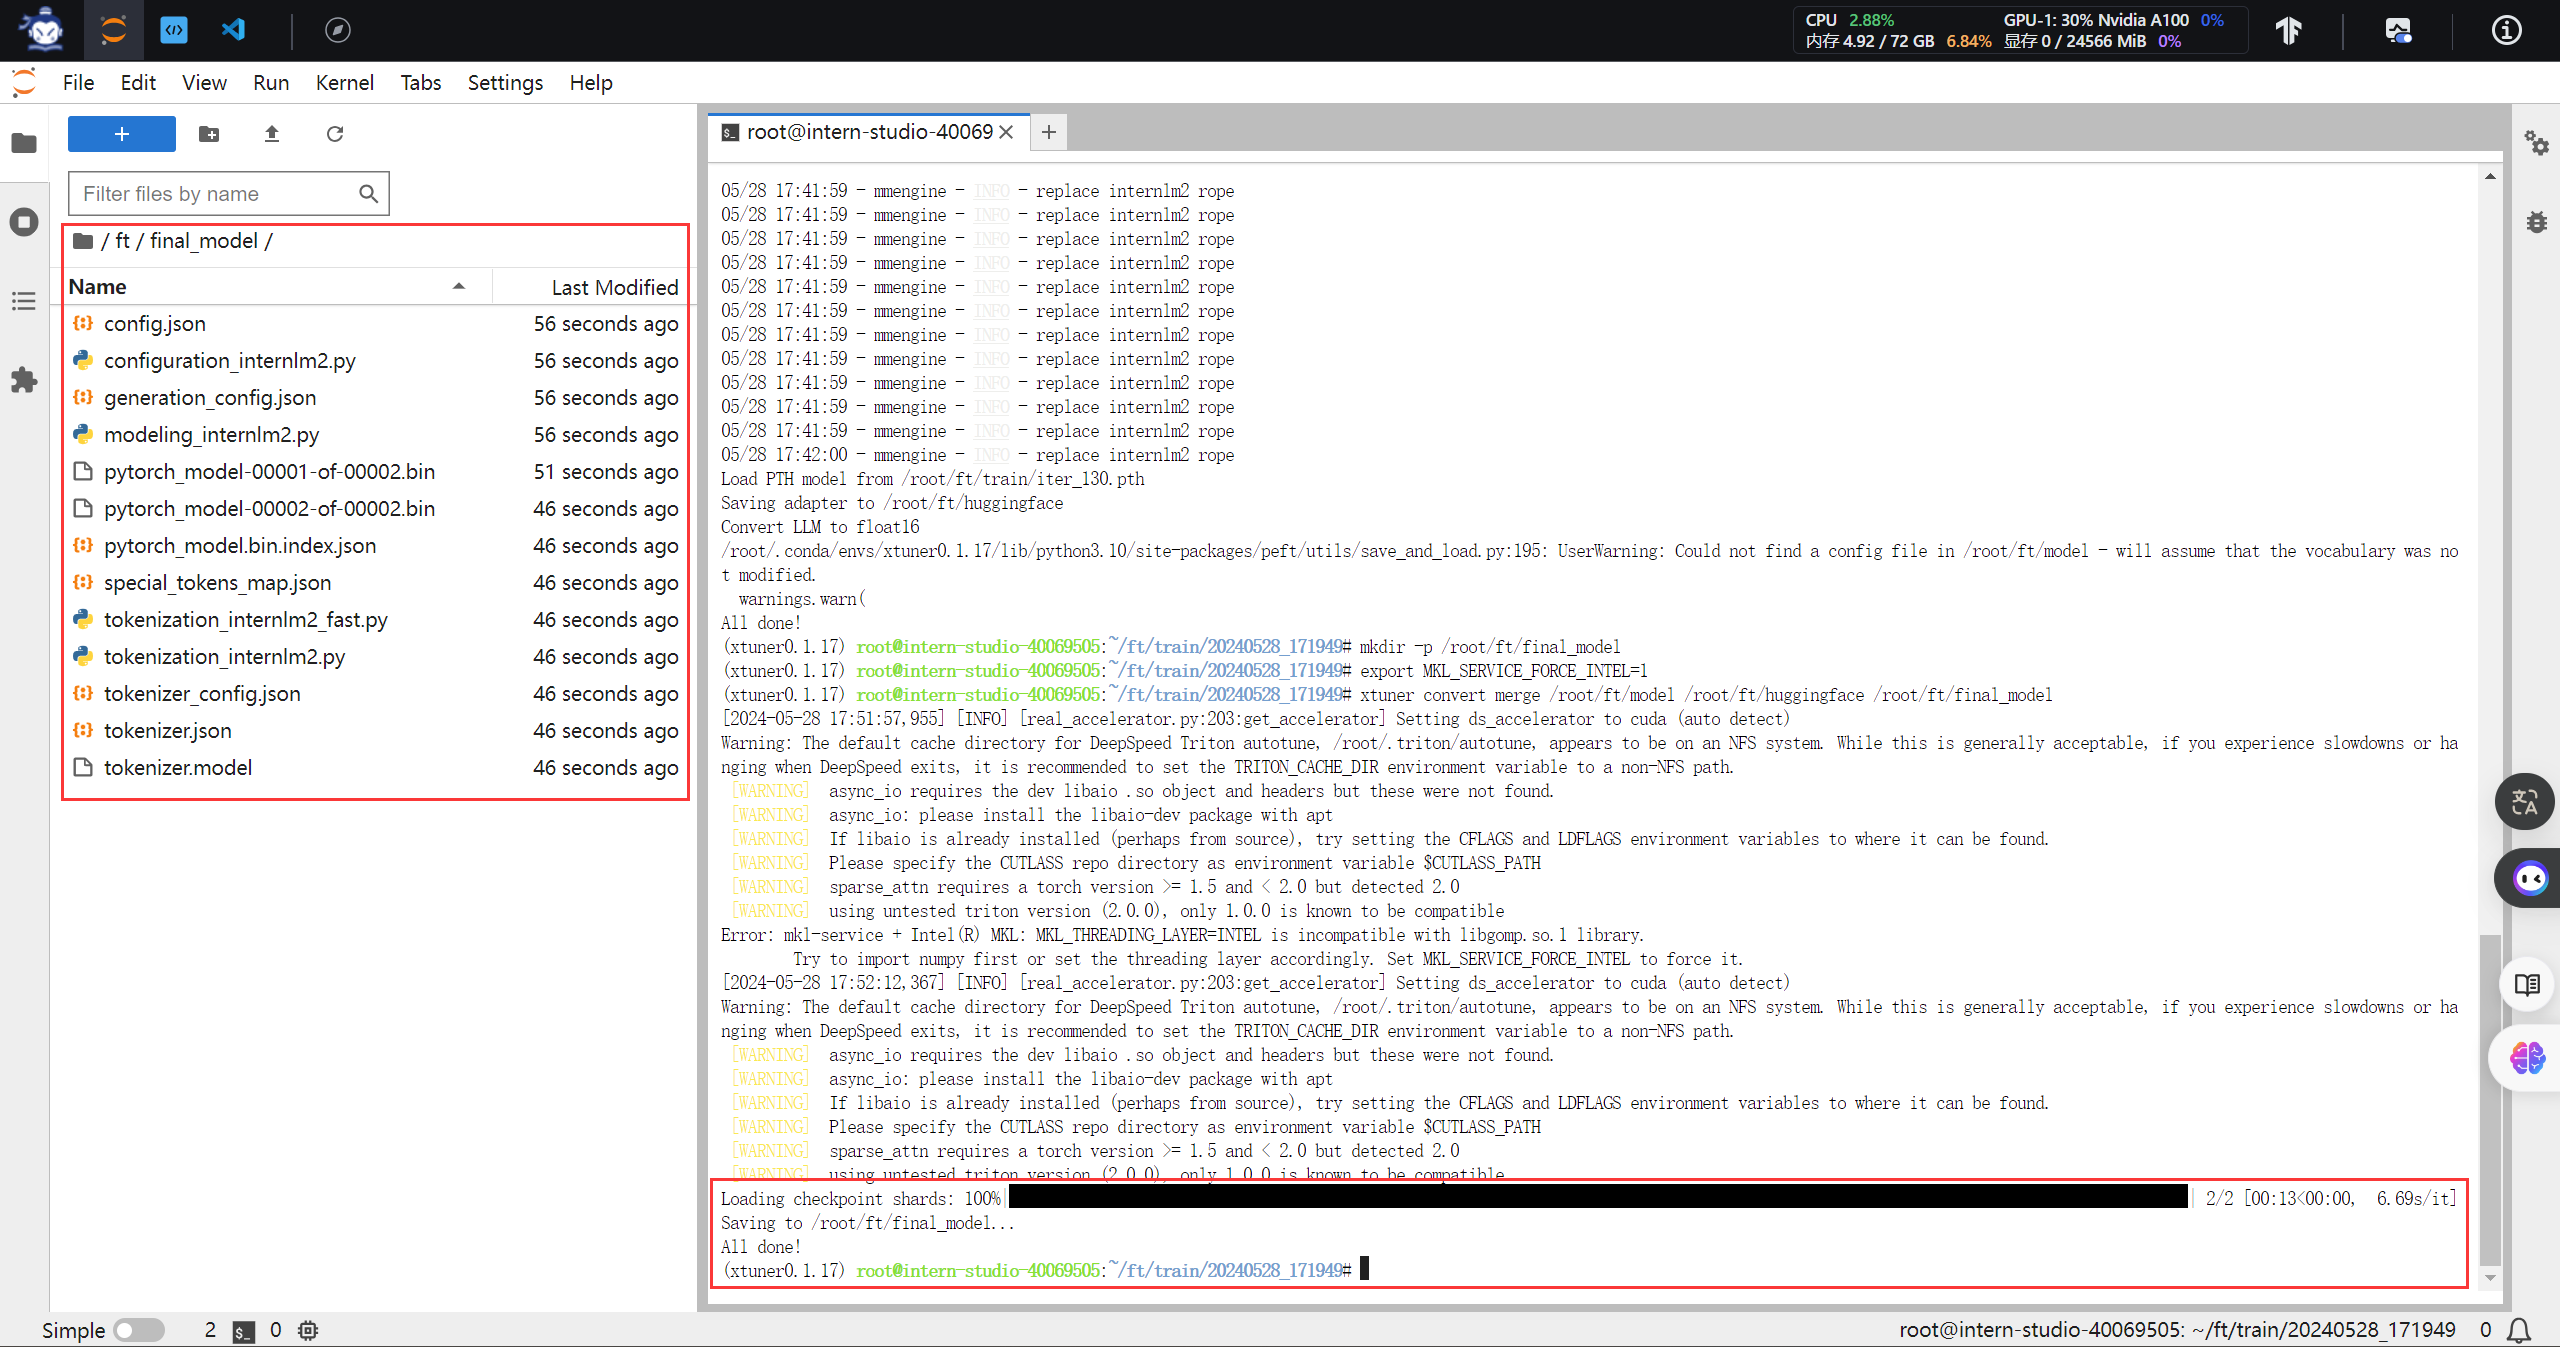 CPU 2.88% GPU-1: 30% Nvidia A100 0%
内存 4.92 / 72 GB 6.84% 显存 0 / 24566 MiB 0%
File Edit View Run Kernel Tabs Settings Help
root@intern-studio-40069
Filter files by name
/ ft / final_model /
Name Last Modified
config.json 56 seconds ago
configuration_internlm2.py 56 seconds ago
generation_config.json 56 seconds ago
modeling_internlm2.py 56 seconds ago
pytorch_model-00001-of-00002.bin 51 seconds ago
pytorch_model-00002-of-00002.bin 46 seconds ago
pytorch_model.bin.index.json 46 seconds ago
special_tokens_map.json 46 seconds ago
tokenization_internlm2_fast.py 46 seconds ago
tokenization_internlm2.py 46 seconds ago
tokenizer_config.json 46 seconds ago
tokenizer.json 46 seconds ago
tokenizer.model 46 seconds ago
05/28 17:41:59 - mmengine - INFO - replace internlm2 rope
05/28 17:41:59 - mmengine - INFO - replace internlm2 rope
05/28 17:41:59 - mmengine - INFO - replace internlm2 rope
05/28 17:41:59 - mmengine - INFO - replace internlm2 rope
05/28 17:41:59 - mmengine - INFO - replace internlm2 rope
05/28 17:41:59 - mmengine - INFO - replace internlm2 rope
05/28 17:41:59 - mmengine - INFO - replace internlm2 rope
05/28 17:41:59 - mmengine - INFO - replace internlm2 rope
05/28 17:41:59 - mmengine - INFO - replace internlm2 rope
05/28 17:41:59 - mmengine - INFO - replace internlm2 rope
05/28 17:41:59 - mmengine - INFO - replace internlm2 rope
05/28 17:42:00 - mmengine - INFO - replace internlm2 rope
Load PTH model from /root/ft/train/iter_130.pth
Saving adapter to /root/ft/huggingface
Convert LLM to float16
/root/.conda/envs/xtuner0.1.17/lib/python3.10/site-packages/peft/utils/save_and_load.py:195: UserWarning: Could not find a config file in /root/ft/model - will assume that the vocabulary was no
t modified.
warnings.warn(
All done!
(xtuner0.1.17) root@intern-studio-40069505:~/ft/train/20240528_171949# mkdir -p /root/ft/final_model
(xtuner0.1.17) root@intern-studio-40069505:~/ft/train/20240528_171949# export MKL_SERVICE_FORCE_INTEL=1
(xtuner0.1.17) root@intern-studio-40069505:~/ft/train/20240528_171949# xtuner convert merge /root/ft/model /root/ft/huggingface /root/ft/final_model
[2024-05-28 17:51:57,955] [INFO] [real_accelerator.py:203:get_accelerator] Setting ds_accelerator to cuda (auto detect)
Warning: The default cache directory for DeepSpeed Triton autotune, /root/.triton/autotune, appears to be on an NFS system. While this is generally acceptable, if you experience slowdowns or ha
nging when DeepSpeed exits, it is recommended to set the TRITON_CACHE_DIR environment variable to a non-NFS path.
[WARNING] async_io requires the dev libaio .so object and headers but these were not found.
[WARNING] async_io: please install the libaio-dev package with apt
[WARNING] If libaio is already installed (perhaps from source), try setting the CFLAGS and LDFLAGS environment variables to where it can be found.
[WARNING] Please specify the CUTLASS repo directory as environment variable $CUTLASS_PATH
[WARNING] sparse_attn requires a torch version >= 1.5 and < 2.0 but detected 2.0
[WARNING] using untested triton version (2.0.0), only 1.0.0 is known to be compatible
Error: mkl-service + Intel(R) MKL: MKL_THREADING_LAYER=INTEL is incompatible with libgomp.so.1 library.
Try to import numpy first or set the threading layer accordingly. Set MKL_SERVICE_FORCE_INTEL to force it.
[2024-05-28 17:52:12,367] [INFO] [real_accelerator.py:203:get_accelerator] Setting ds_accelerator to cuda (auto detect)
Warning: The default cache directory for DeepSpeed Triton autotune, /root/.triton/autotune, appears to be on an NFS system. While this is generally acceptable, if you experience slowdowns or ha
nging when DeepSpeed exits, it is recommended to set the TRITON_CACHE_DIR environment variable to a non-NFS path.
[WARNING] async_io requires the dev libaio .so object and headers but these were not found.
[WARNING] async_io: please install the libaio-dev package with apt
[WARNING] If libaio is already installed (perhaps from source), try setting the CFLAGS and LDFLAGS environment variables to where it can be found.
[WARNING] Please specify the CUTLASS repo directory as environment variable $CUTLASS_PATH
[WARNING] sparse_attn requires a torch version >= 1.5 and < 2.0 but detected 2.0
[WARNING] using untested triton version (2.0.0), only 1.0.0 is known to be compatible
Loading checkpoint shards: 100%| | 2/2 [00:13<00:00, 6.69s/it]
Saving to /root/ft/final_model...
All done!
(xtuner0.1.17) root@intern-studio-40069505:~/ft/train/20240528_171949#
Simple 2 0 root@intern-studio-40069505: ~/ft/train/20240528_171949 0